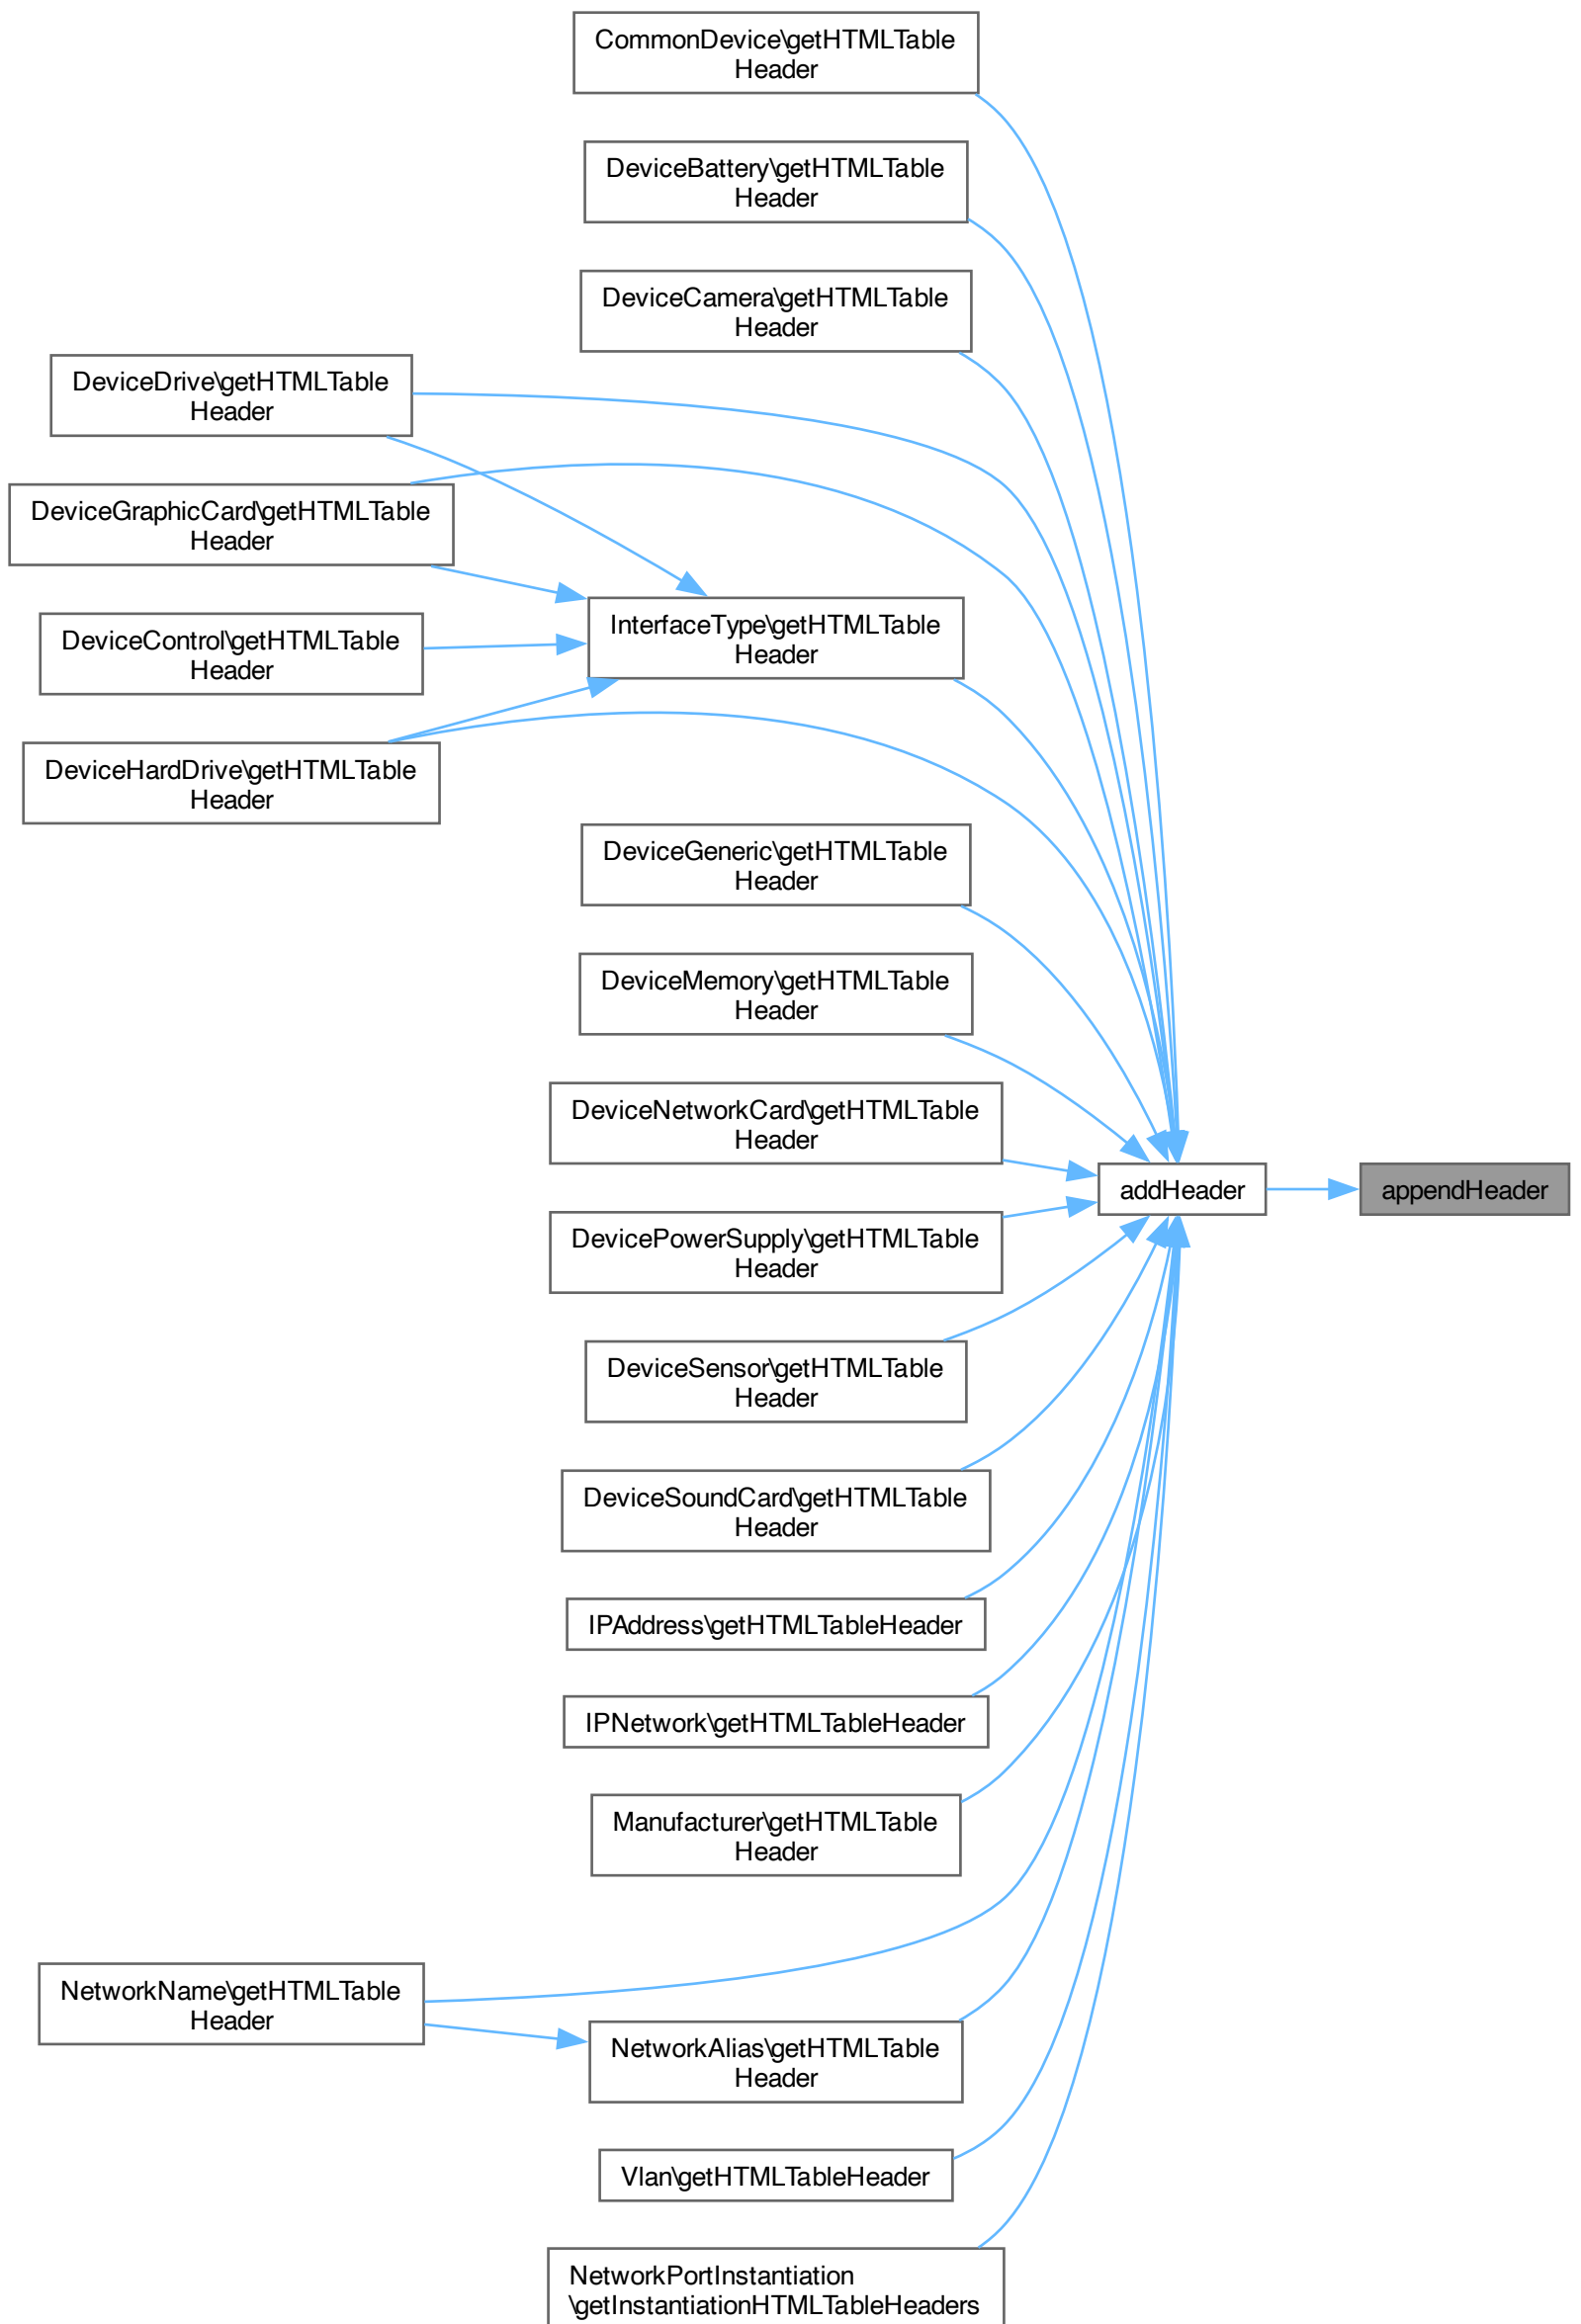 CommonDevice\getHTMLTable
Header
DeviceBattery\getHTMLTable
Header
DeviceCamera\getHTMLTable
Header
DeviceDrive\getHTMLTable
Header
DeviceGraphicCard\getHTMLTable
Header
DeviceControl\getHTMLTable
Header
InterfaceType\getHTMLTable
Header
DeviceHardDrive\getHTMLTable
Header
DeviceGeneric\getHTMLTable
Header
DeviceMemory\getHTMLTable
Header
DeviceNetworkCard\getHTMLTable
Header
addHeader
appendHeader
DevicePowerSupply\getHTMLTable
Header
DeviceSensor\getHTMLTable
Header
DeviceSoundCard\getHTMLTable
Header
IPAddress\getHTMLTableHeader
IPNetwork\getHTMLTableHeader
Manufacturer\getHTMLTable
Header
NetworkName\getHTMLTable
Header
NetworkAlias\getHTMLTable
Header
Vlan\getHTMLTableHeader
NetworkPortInstantiation
\getInstantiationHTMLTableHeaders